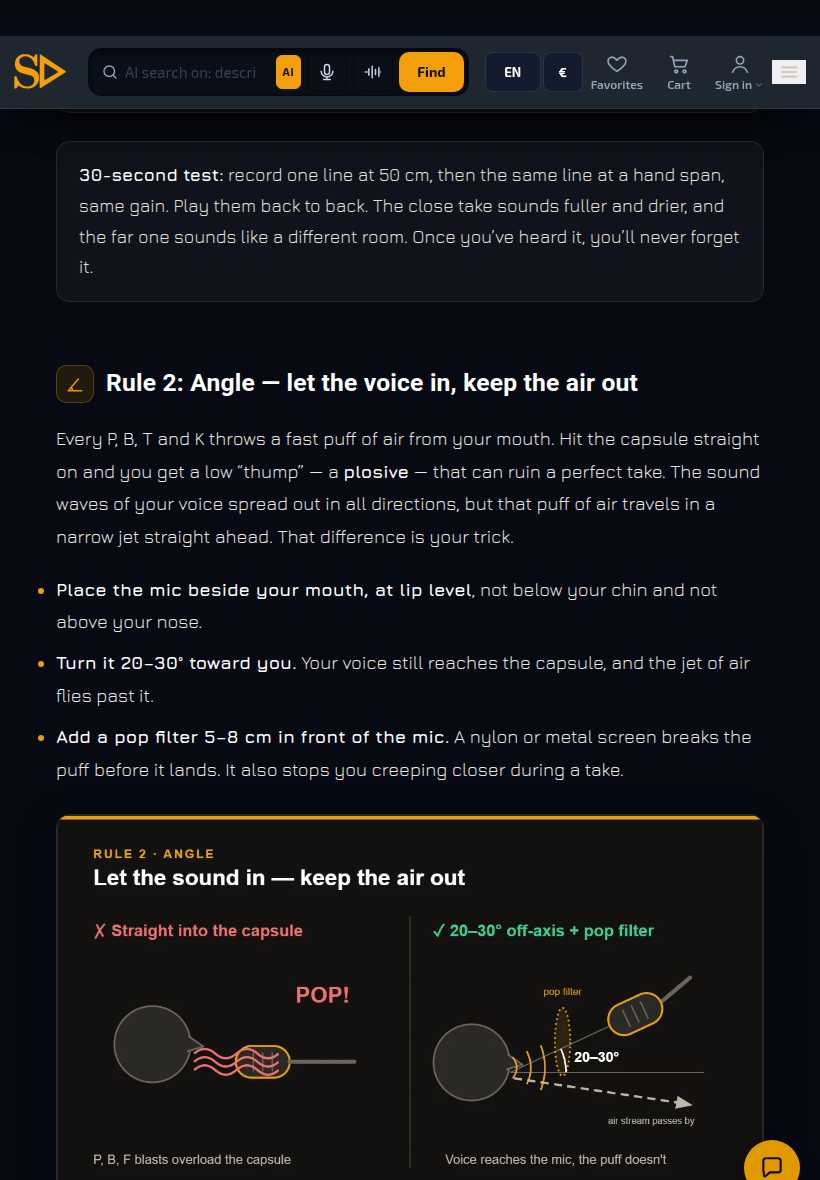 SD
AI search on: descri
AI
Find
EN
€
Favorites
Cart
Sign in
30-second test: record one line at 50 cm, then the same line at a hand span,
same gain. Play them back to back. The close take sounds fuller and drier, and
the far one sounds like a different room. Once you've heard it, you'll never forget
it.
Rule 2: Angle — let the voice in, keep the air out
Every P, B, T and K throws a fast puff of air from your mouth. Hit the capsule straight
on and you get a low “thump” — a plosive — that can ruin a perfect take. The sound
waves of your voice spread out in all directions, but that puff of air travels in a
narrow jet straight ahead. That difference is your trick.
Place the mic beside your mouth, at lip level, not below your chin and not
above your nose.
Turn it 20–30° toward you. Your voice still reaches the capsule, and the jet of air
flies past it.
Add a pop filter 5–8 cm in front of the mic. A nylon or metal screen breaks the
puff before it lands. It also stops you creeping closer during a take.
RULE 2 · ANGLE
Let the sound in — keep the air out
✗ Straight into the capsule
POP!
P, B, F blasts overload the capsule
✓ 20–30° off-axis + pop filter
pop filter
20–30°
air stream passes by
Voice reaches the mic, the puff doesn't